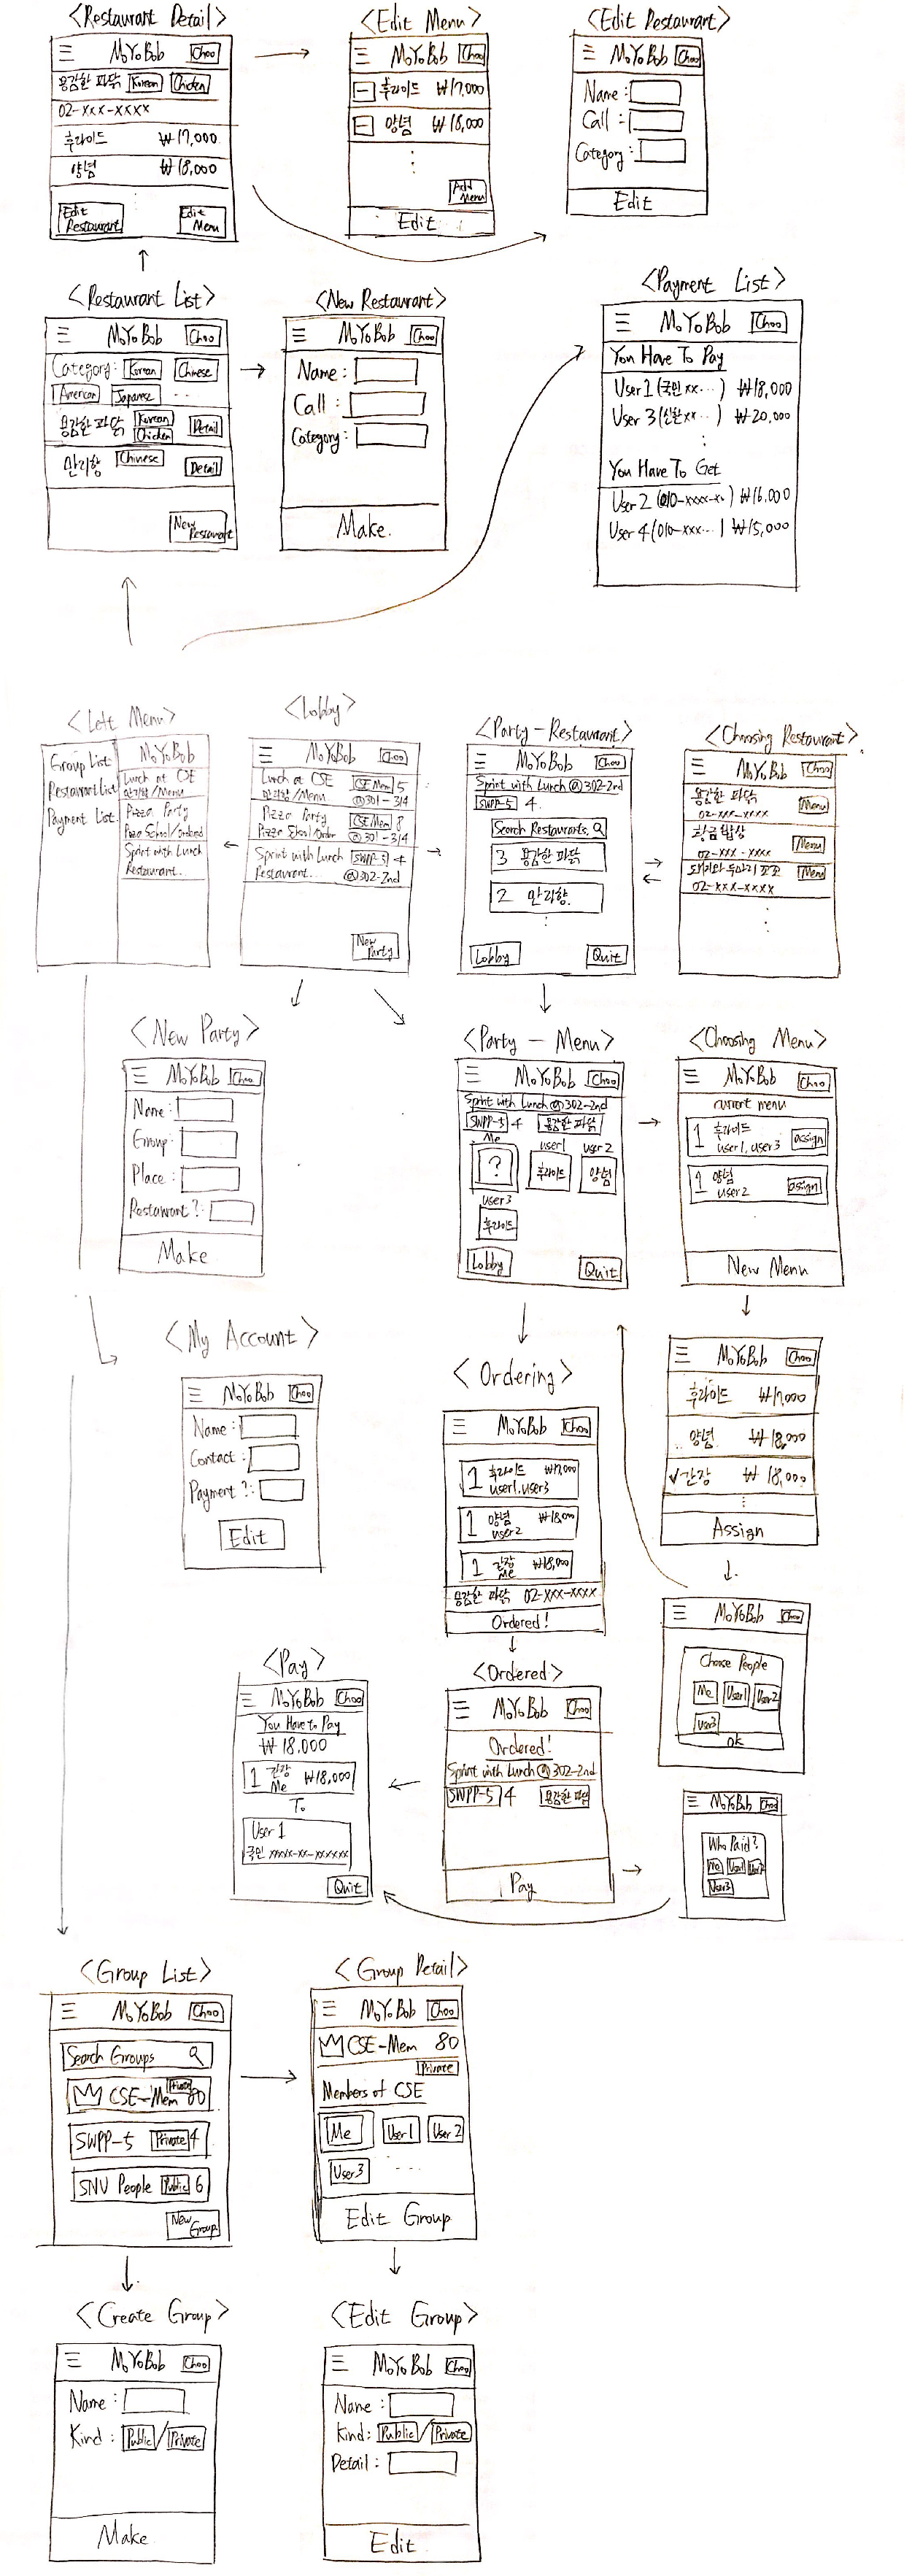 <Restaurant Detail>
MoYoBob Choo
용감한 파닭 Korean Chicken
02-xxx-xxxx
후라이드 ₩17,000
양념 ₩18,000
Edit Restaurant
Edit Menu
<Edit Menu>
MoYoBob Choo
후라이드 ₩17,000
양념 ₩18,000
Add Menu
Edit
<Edit Restaurant>
MoYoBob Choo
Name :
Call :
Category :
Edit
<Restaurant List>
MoYoBob Choo
Category : Korean Chinese
American Japanese ...
용감한 파닭 Korean Chicken Detail
만리향 Chinese Detail
New Restaurant
<New Restaurant>
MoYoBob Choo
Name :
Call :
Category :
Make
<Payment List>
MoYoBob Choo
You Have To Pay
User 1 (국민 xx...) ₩18,000
User 3 (신한 xx...) ₩20,000
You Have To Get
User 2 (010-xxxx-x.) ₩16,000
User 4 (010-xxx... ) ₩15,000
<Left Menu>
Group List
Restaurant List
Payment List
MoYoBob
Lunch at CSE
만리향/Menu
Pizza Party
Pizza School/Ordered
Sprint with Lunch
Restaurant...
<Lobby>
MoYoBob Choo
Lunch at CSE CSE Mem 5
만리향/Menu @301-314
Pizza Party CSE Mem 8
Pizza School/Order @301-314
Sprint with Lunch SWPP-5 4
Restaurant... @302-2nd
New Party
<Party - Restaurant>
MoYoBob Choo
Sprint with Lunch @302-2nd
SWPP-5 4
Search Restaurants
3 용감한 파닭
2 만리향
Lobby Quit
<Choosing Restaurant>
MoYoBob Choo
용감한 파닭 Menu
02-xxx-xxxx
황금밥상 Menu
02-xxx-xxxx
돼지와 두마리 꼬꼬 Menu
02-xxx-xxxx
<New Party>
MoYoBob Choo
Name :
Group :
Place :
Restaurant? :
Make
<Party - Menu>
MoYoBob Choo
Sprint with Lunch @302-2nd
SWPP-5 4 용감한 파닭
Me user1 user2
? 후라이드 양념
user3
후라이드
Lobby Quit
<Choosing Menu>
MoYoBob Choo
current menu
1 후라이드 assign
user1, user3
1 양념 assign
user2
New Menu
<My Account>
MoYoBob Choo
Name :
Contact :
Payment? :
Edit
<Ordering>
MoYoBob Choo
1 후라이드 ₩17,000
user1, user3
1 양념 ₩18,000
user2
1 간장 ₩18,000
Me
용감한 파닭 02-xxx-xxxx
Ordered!
MoYoBob Choo
후라이드 ₩17,000
양념 ₩18,000
✓간장 ₩18,000
Assign
MoYoBob Choo
Choose People
Me User1 User2
User3
OK
<Pay>
MoYoBob Choo
You Have to Pay
₩18,000
1 간장 ₩18,000
Me
To
User 1
국민 xxxx-xx-xxxxxx
Quit
<Ordered>
MoYoBob Choo
Ordered!
Sprint with Lunch @302-2nd
SWPP-5 4 용감한 파닭
Pay
MoYoBob Choo
Who Paid?
Me User1 User2
User3
<Group List>
MoYoBob Choo
Search Groups
CSE-Mem Private 80
SWPP-5 Private 4
SNU People Public 6
New Group
<Group Detail>
MoYoBob Choo
CSE-Mem 80
Private
Members of CSE
Me User1 User2
User3 ....
Edit Group
<Create Group>
MoYoBob Choo
Name :
Kind : Public / Private
Make
<Edit Group>
MoYoBob Choo
Name :
Kind : Public / Private
Detail :
Edit